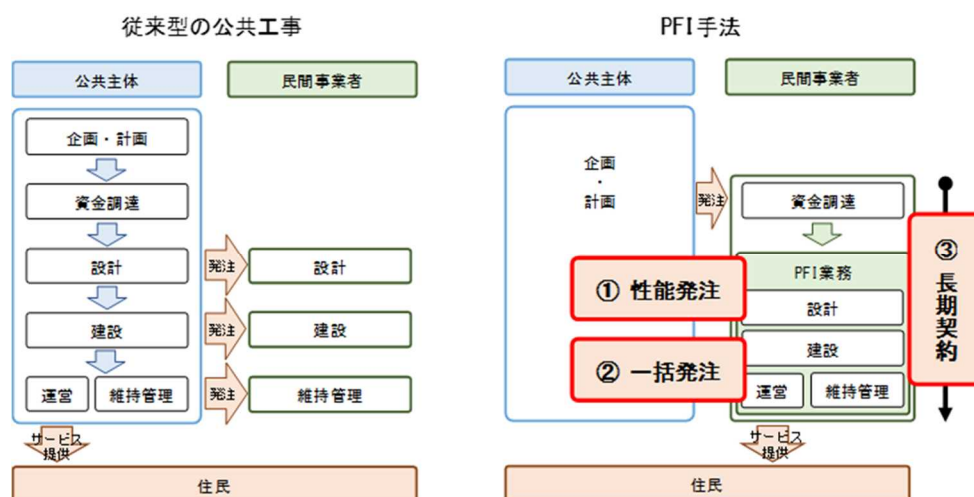 従来型の公共工事
公共主体
民間事業者
企画・計画
資金調達
設計
発注
設計
建設
発注
建設
運営
維持管理
発注
維持管理
サービス
提供
住民
PFI手法
公共主体
民間事業者
企画
・
計画
発注
資金調達
PFI業務
① 性能発注
設計
② 一括発注
建設
運営
維持管理
③ 長期契約
サービス
提供
住民